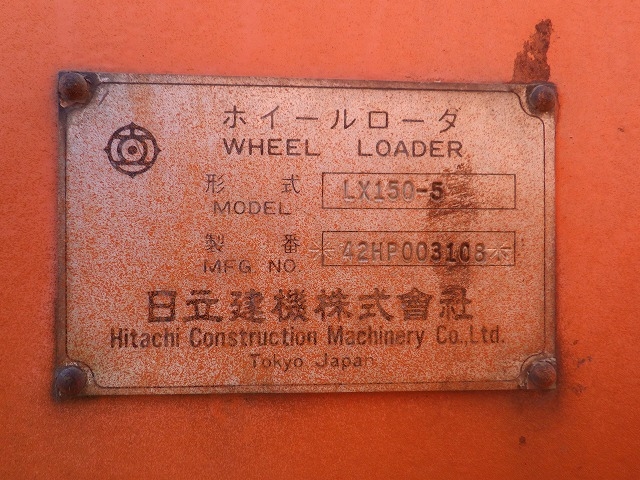 ホイールローダ
WHEEL LOADER
形式 LX150-5
MODEL
製番 *42HP003108*
MFG NO
日立建機株式會社
Hitachi Construction Machinery Co.,Ltd.
Tokyo Japan